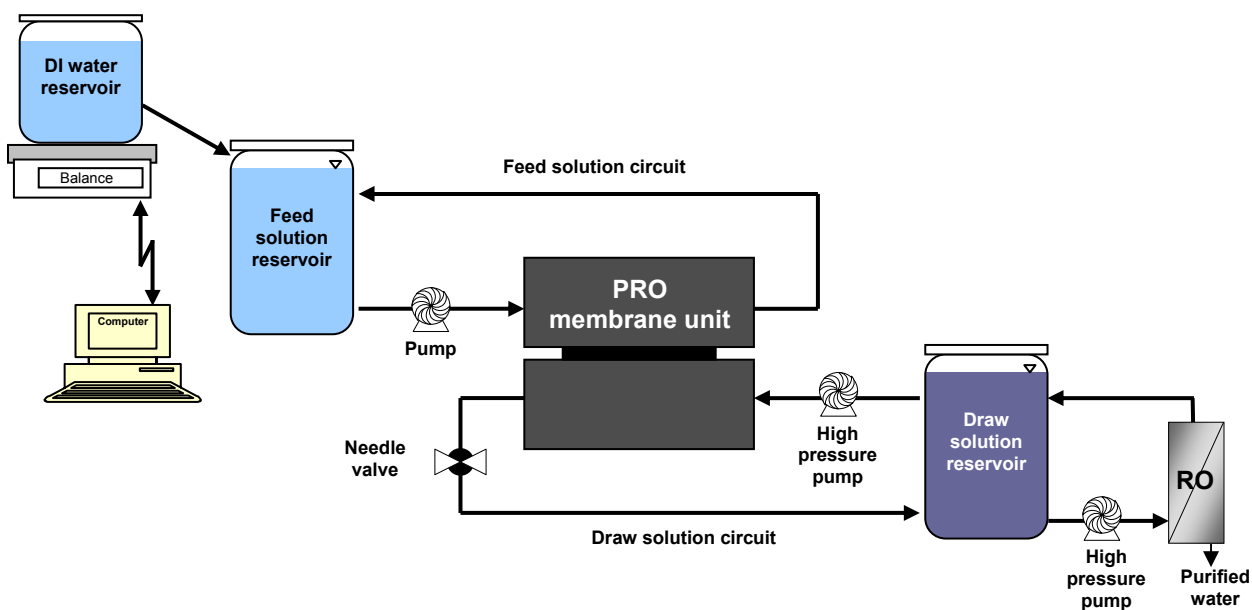 DI water
reservoir
Balance
Computer
Feed
solution
reservoir
Feed solution circuit
Pump
PRO
membrane unit
Needle
valve
High
pressure
pump
Draw
solution
reservoir
RO
Draw solution circuit
High
pressure
pump
Purified
water